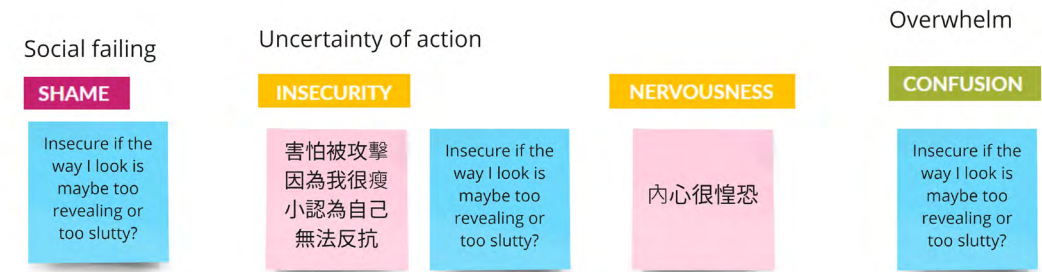 Social failing
SHAME
Insecure if the
way I look is
maybe too
revealing or
too slutty?
Uncertainty of action
INSECURITY
害怕被攻擊
因為我很瘦
小認為自己
無法反抗
Insecure if the
way I look is
maybe too
revealing or
too slutty?
NERVOUSNESS
內心很惶恐
Overwhelm
CONFUSION
Insecure if the
way I look is
maybe too
revealing or
too slutty?